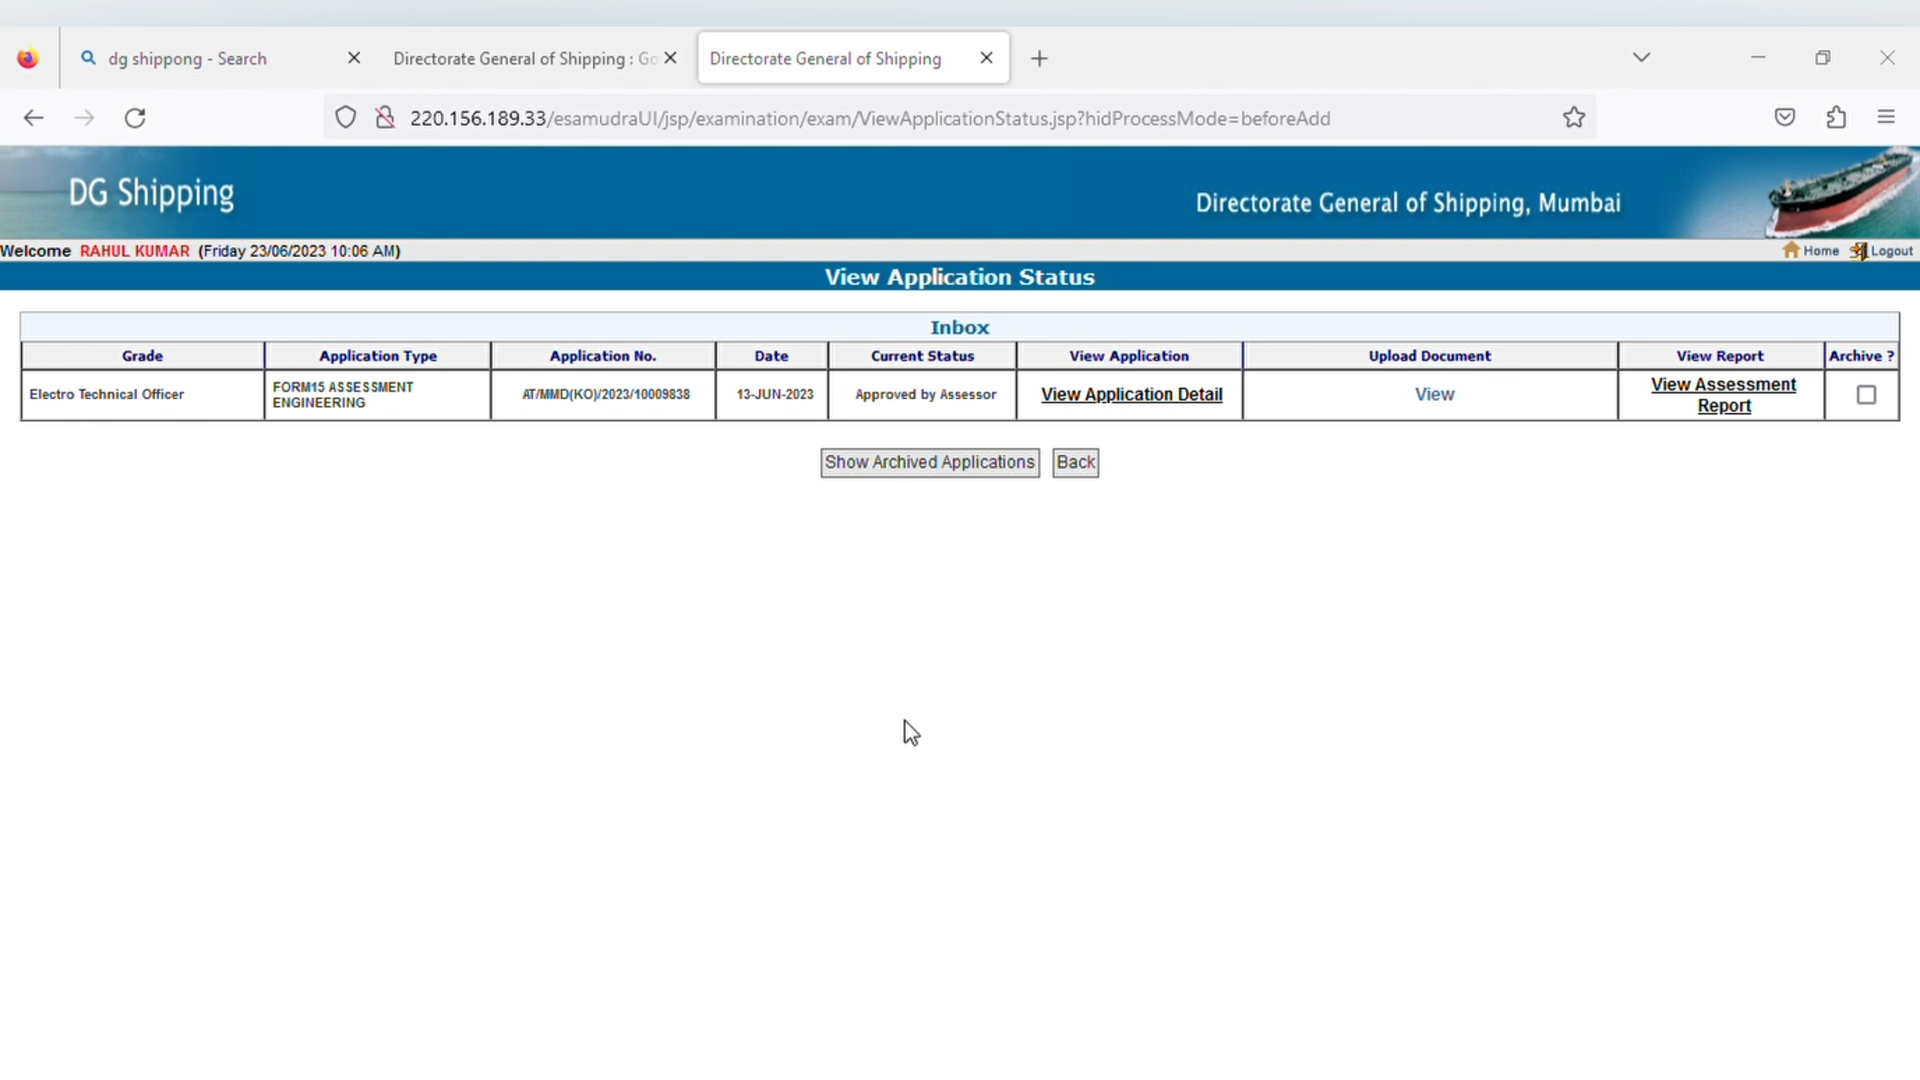 dg shippong - Search
Directorate General of Shipping : Go
Directorate General of Shipping
220.156.189.33/esamudraUI/jsp/examination/exam/ViewApplicationStatus.jsp?hidProcessMode=beforeAdd
DG Shipping
Directorate General of Shipping, Mumbai
Welcome RAHUL KUMAR (Friday 23/06/2023 10:06 AM)
Home Logout
View Application Status
Inbox
Grade Application Type Application No. Date Current Status View Application Upload Document View Report Archive ?
Electro Technical Officer FORM15 ASSESSMENT ENGINEERING AT/MMD(KO)/2023/10009838 13-JUN-2023 Approved by Assessor View Application Detail View View Assessment Report
Show Archived Applications Back